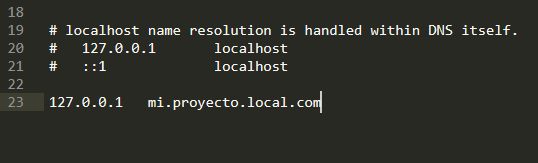 18
19 # localhost name resolution is handled within DNS itself.
20 #   127.0.0.1       localhost
21 #   ::1             localhost
22
23 127.0.0.1   mi.proyecto.local.com